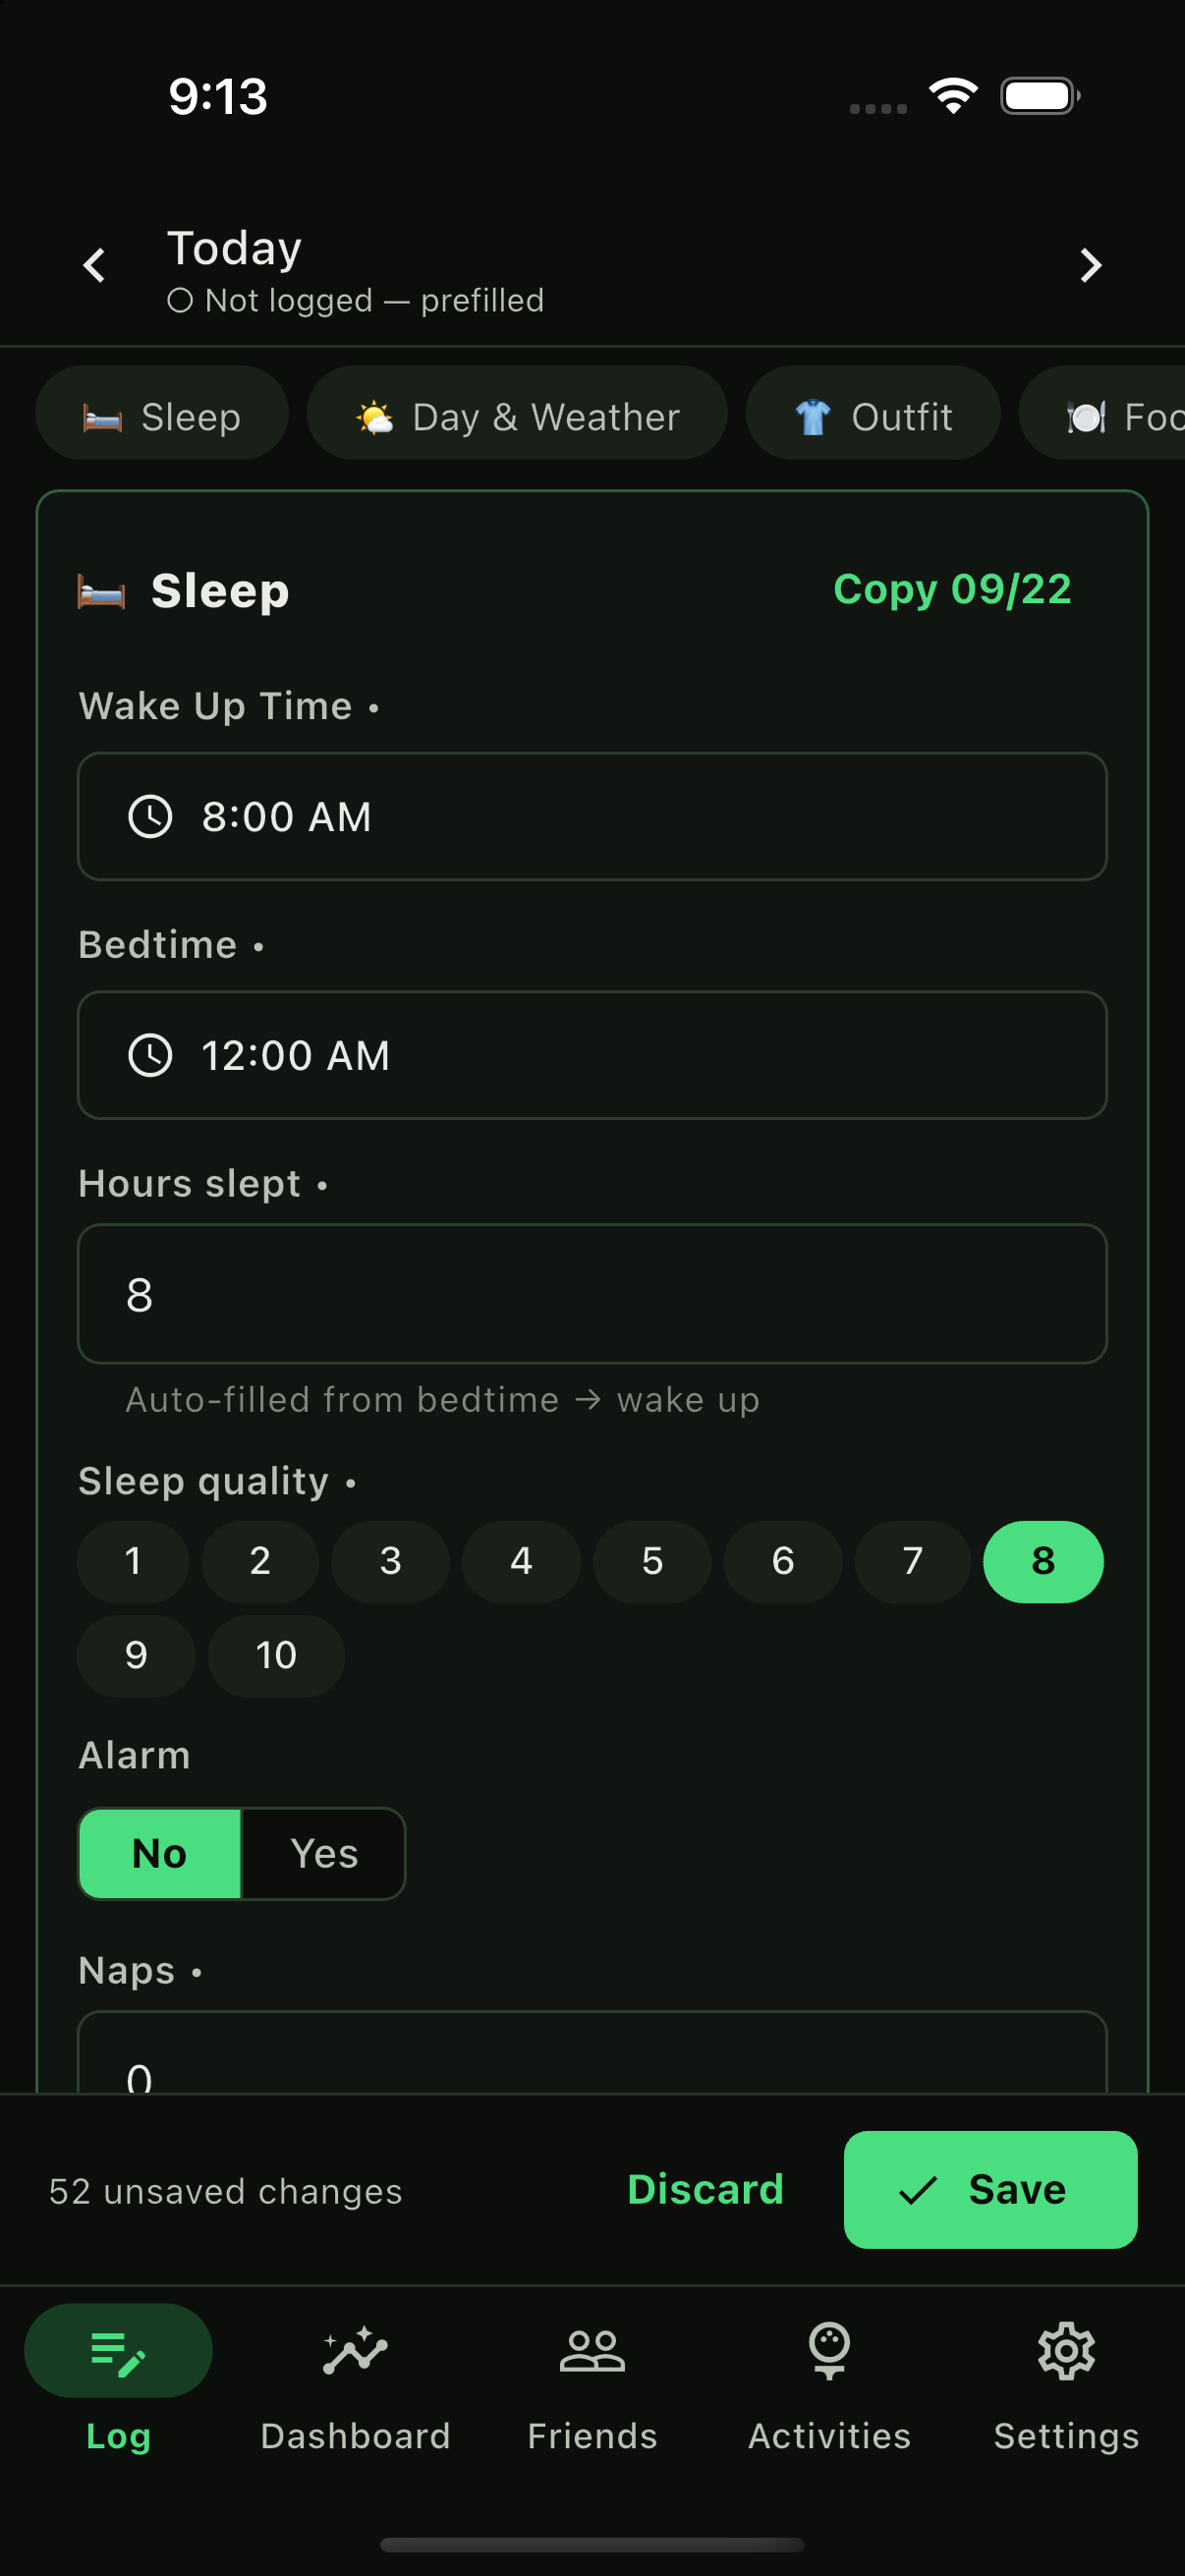 9:13
Today
Not logged — prefilled
Sleep
Day & Weather
Outfit
Foo
Sleep
Copy 09/22
Wake Up Time •
8:00 AM
Bedtime •
12:00 AM
Hours slept •
8
Auto-filled from bedtime → wake up
Sleep quality •
1 2 3 4 5 6 7 8
9 10
Alarm
No Yes
Naps •
0
52 unsaved changes
Discard
Save
Log Dashboard Friends Activities Settings